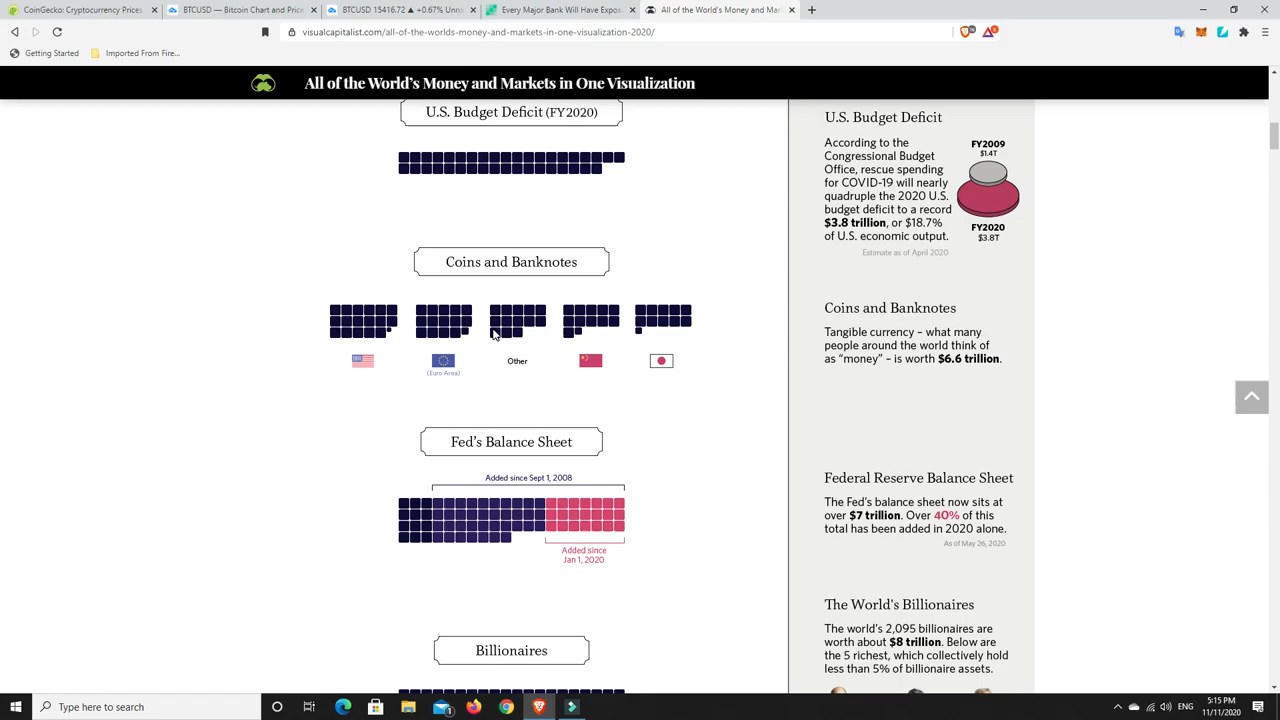 CoinGecko: Cryptocurrency Prices
BTCUSD — Bitcoin Chart and Price
BTCUSD 15416.72 ▲ +0.67% Unna
Every Major Bank Will Have Expos
All of the World's Money and Mar
visualcapitalist.com/all-of-the-worlds-money-and-markets-in-one-visualization-2020/
Getting Started
Imported From Fire...
All of the World's Money and Markets in One Visualization
U.S. Budget Deficit (FY2020)
Coins and Banknotes
(Euro Area)
Other
Fed's Balance Sheet
Added since Sept 1, 2008
Added since
Jan 1, 2020
Billionaires
U.S. Budget Deficit
According to the
Congressional Budget
Office, rescue spending
for COVID-19 will nearly
quadruple the 2020 U.S.
budget deficit to a record
$3.8 trillion, or $18.7%
of U.S. economic output.
Estimate as of April 2020
FY2009
$1.4T
FY2020
$3.8T
Coins and Banknotes
Tangible currency – what many
people around the world think of
as “money” – is worth $6.6 trillion.
Federal Reserve Balance Sheet
The Fed's balance sheet now sits at
over $7 trillion. Over 40% of this
total has been added in 2020 alone.
As of May 26, 2020
The World's Billionaires
The world's 2,095 billionaires are
worth about $8 trillion. Below are
the 5 richest, which collectively hold
less than 5% of billionaire assets.
Type here to search
ENG
5:15 PM
11/11/2020